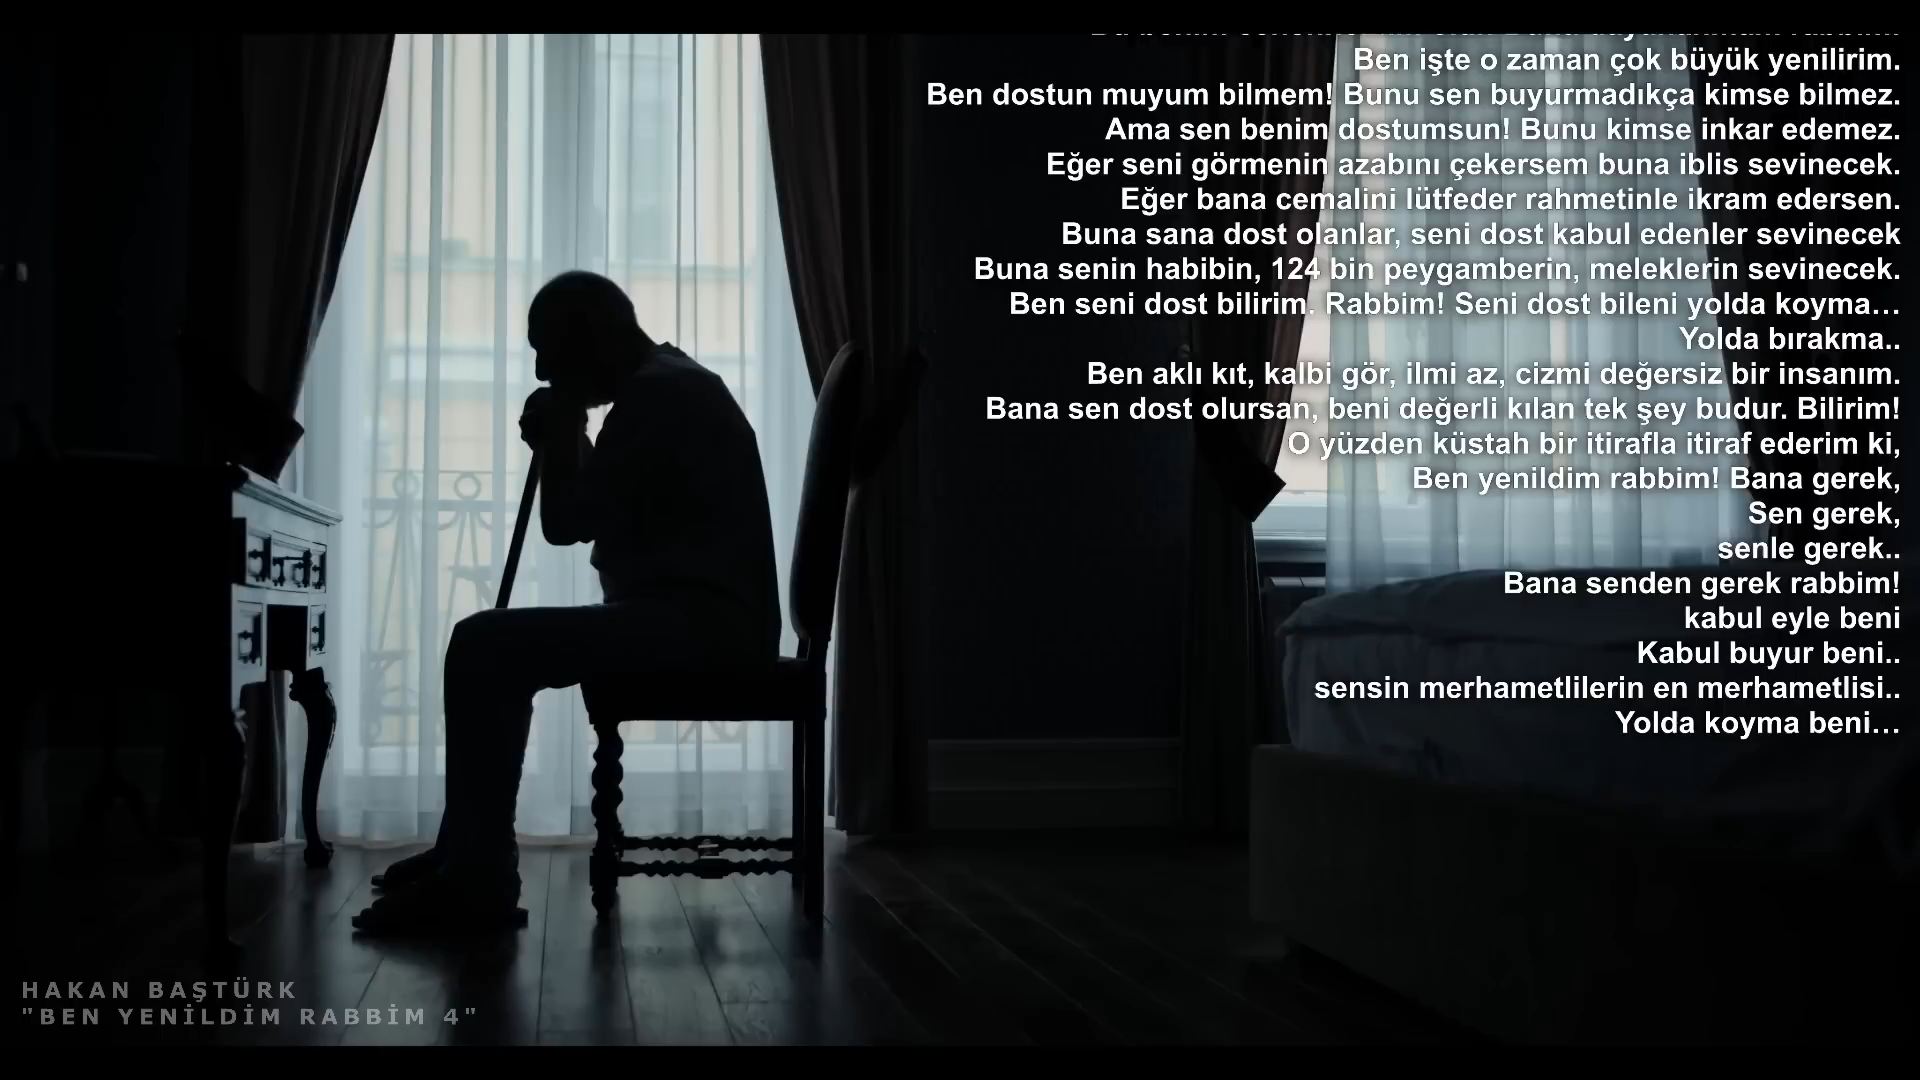 Ben işte o zaman çok büyük yenilirim.
Ben dostun muyum bilmem! Bunu sen buyurmadıkça kimse bilmez.
Ama sen benim dostumsun! Bunu kimse inkar edemez.
Eğer seni görmenin azabını çekersem buna iblis sevinecek.
Eğer bana cemalini lütfeder rahmetinle ikram edersen.
Buna sana dost olanlar, seni dost kabul edenler sevinecek
Buna senin habibin, 124 bin peygamberin, meleklerin sevinecek.
Ben seni dost bilirim. Rabbim! Seni dost bileni yolda koyma…
Yolda bırakma..
Ben aklı kıt, kalbi gör, ilmi az, cizmi değersiz bir insanım.
Bana sen dost olursan, beni değerli kılan tek şey budur. Bilirim!
O yüzden küstah bir itirafla itiraf ederim ki,
Ben yenildim rabbim! Bana gerek,
Sen gerek,
senle gerek..
Bana senden gerek rabbim!
kabul eyle beni
Kabul buyur beni..
sensin merhametlilerin en merhametlisi..
Yolda koyma beni…
HAKAN BAŞTÜRK
"BEN YENİLDİM RABBİM 4"